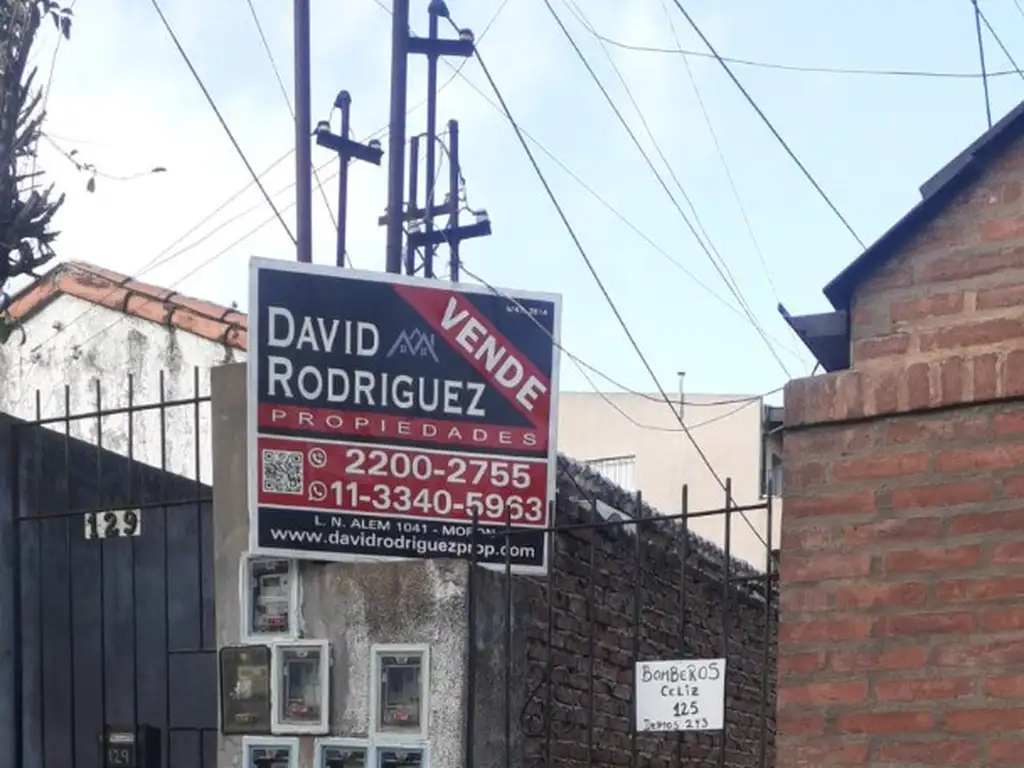 VENDE
DAVID
RODRIGUEZ
PROPIEDADES
2200-2755
11-3340-5963
L. N. ALEM 1041 - MORON
www.davidrodriguezprop.com
129
BOMBEROS
CELIZ
125
129